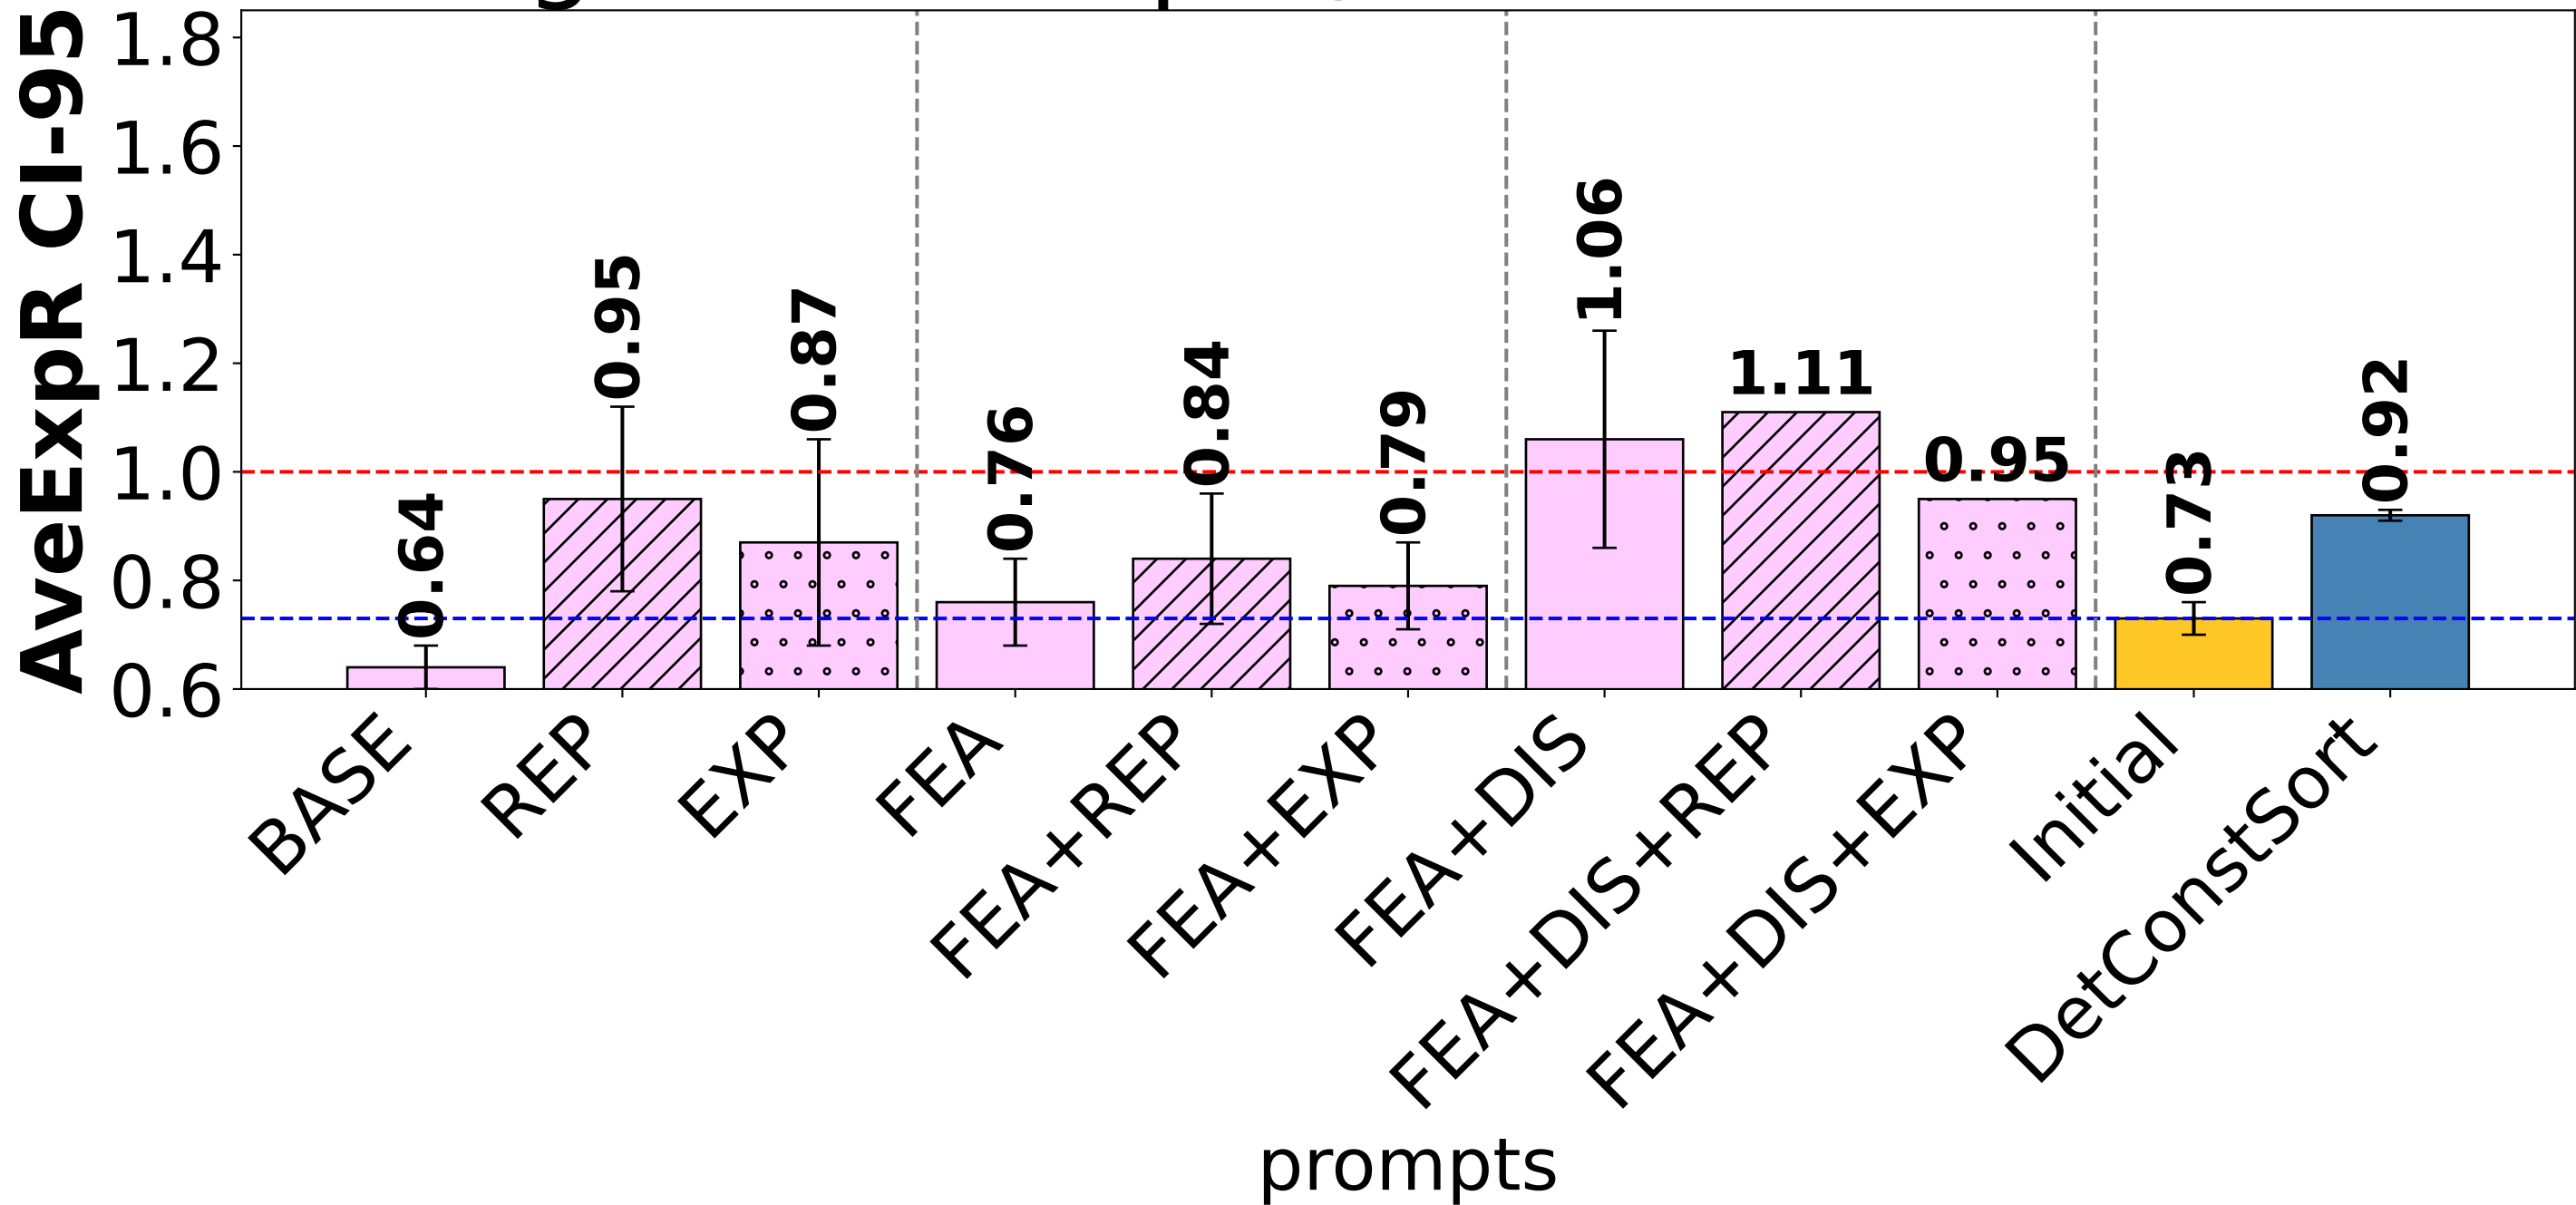 AveExpR CI-95
1.8
1.6
1.4
1.2
1.0
0.8
0.6
0.64
0.95
0.87
0.76
0.84
0.79
1.06
1.11
0.95
0.73
0.92
BASE
REP
EXP
FEA
FEA+REP
FEA+EXP
FEA+DIS
FEA+DIS+REP
FEA+DIS+EXP
Initial
DetConstSort
prompts